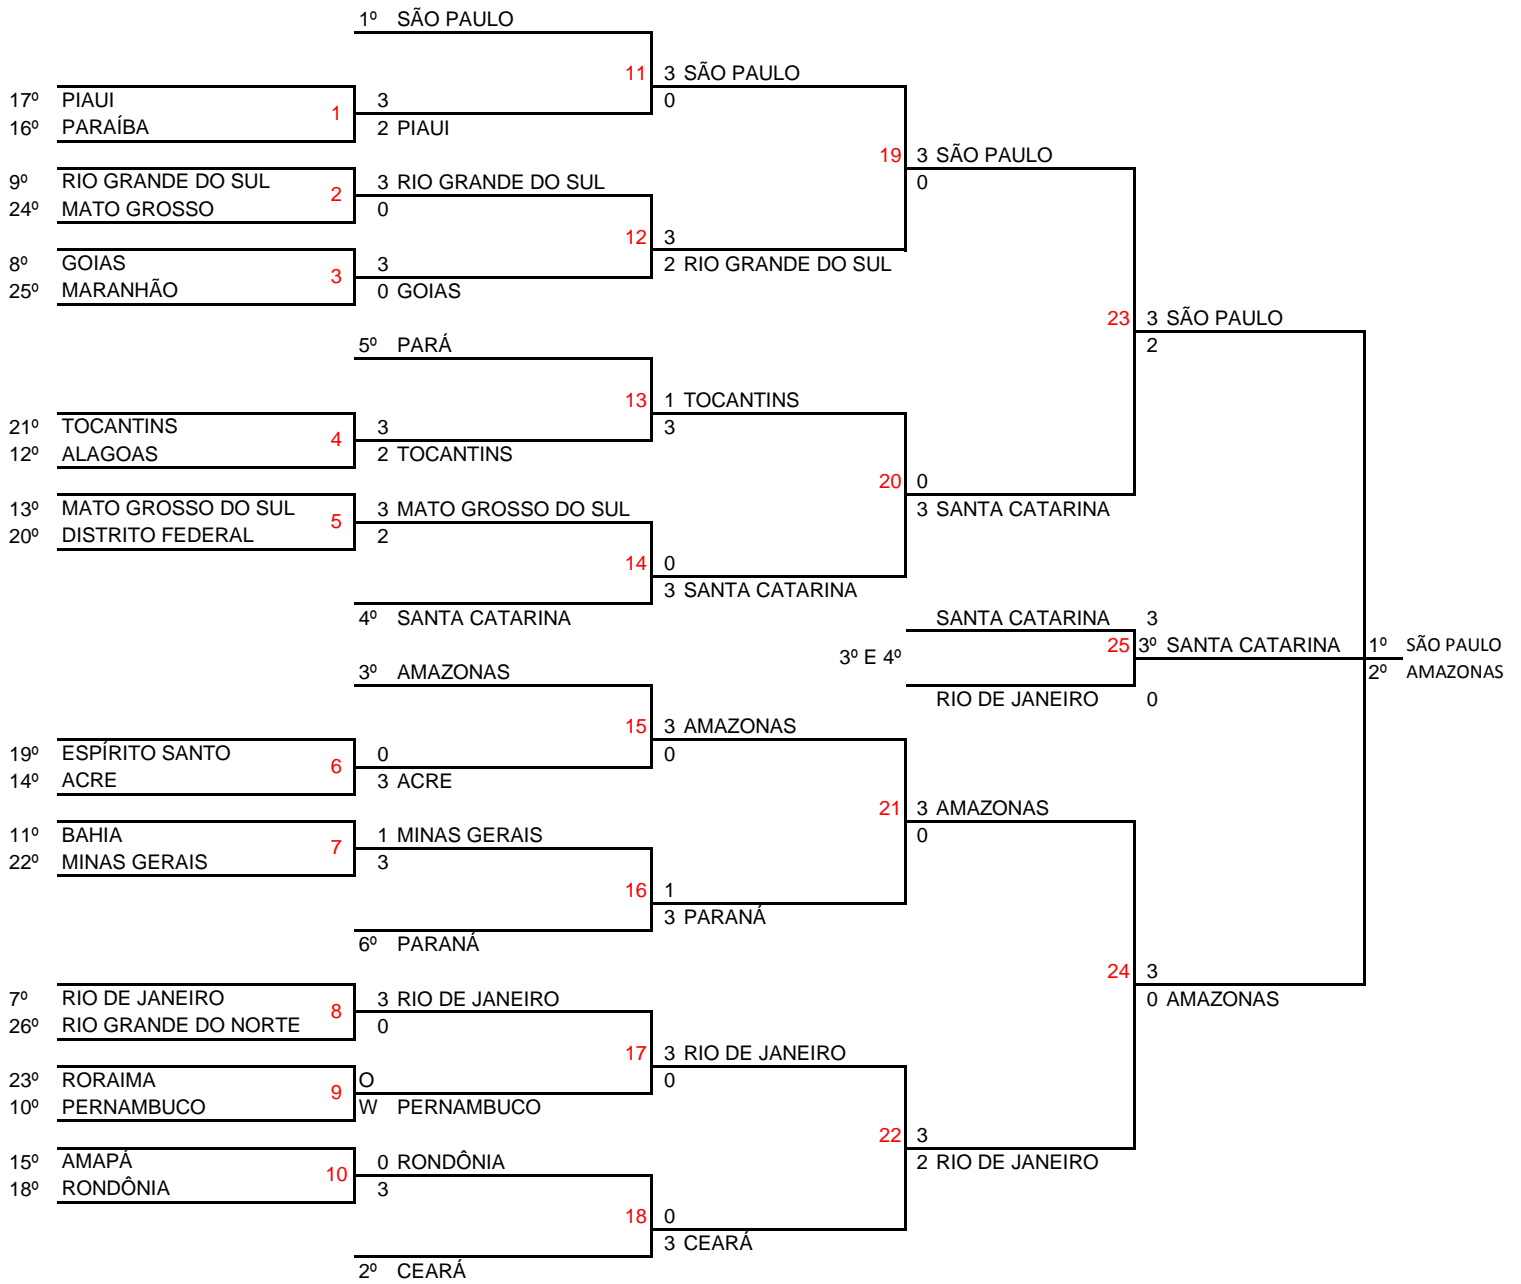 1º SÃO PAULO
11 3 SÃO PAULO
17º PIAUI 3 0
1
16º PARAÍBA 2 PIAUI
19 3 SÃO PAULO
9º RIO GRANDE DO SUL 3 RIO GRANDE DO SUL 0
2
24º MATO GROSSO 0
12 3
8º GOIAS 3 2 RIO GRANDE DO SUL
3
25º MARANHÃO 0 GOIAS
23 3 SÃO PAULO
5º PARÁ 2
13 1 TOCANTINS
21º TOCANTINS 3 3
4
12º ALAGOAS 2 TOCANTINS
20 0
13º MATO GROSSO DO SUL 3 MATO GROSSO DO SUL 3 SANTA CATARINA
5
20º DISTRITO FEDERAL 2
14 0
3 SANTA CATARINA
4º SANTA CATARINA SANTA CATARINA 3
25 3º SANTA CATARINA 1º SÃO PAULO
3º E 4º
3º AMAZONAS 2º AMAZONAS
RIO DE JANEIRO 0
15 3 AMAZONAS
19º ESPÍRITO SANTO 0 0
6
14º ACRE 3 ACRE
21 3 AMAZONAS
11º BAHIA 1 MINAS GERAIS 0
7
22º MINAS GERAIS 3
16 1
3 PARANÁ
6º PARANÁ
24 3
7º RIO DE JANEIRO 3 RIO DE JANEIRO 0 AMAZONAS
8
26º RIO GRANDE DO NORTE 0
17 3 RIO DE JANEIRO
23º RORAIMA O 0
9
10º PERNAMBUCO W PERNAMBUCO
22 3
15º AMAPÁ 0 RONDÔNIA 2 RIO DE JANEIRO
10
18º RONDÔNIA 3
18 0
3 CEARÁ
2º CEARÁ